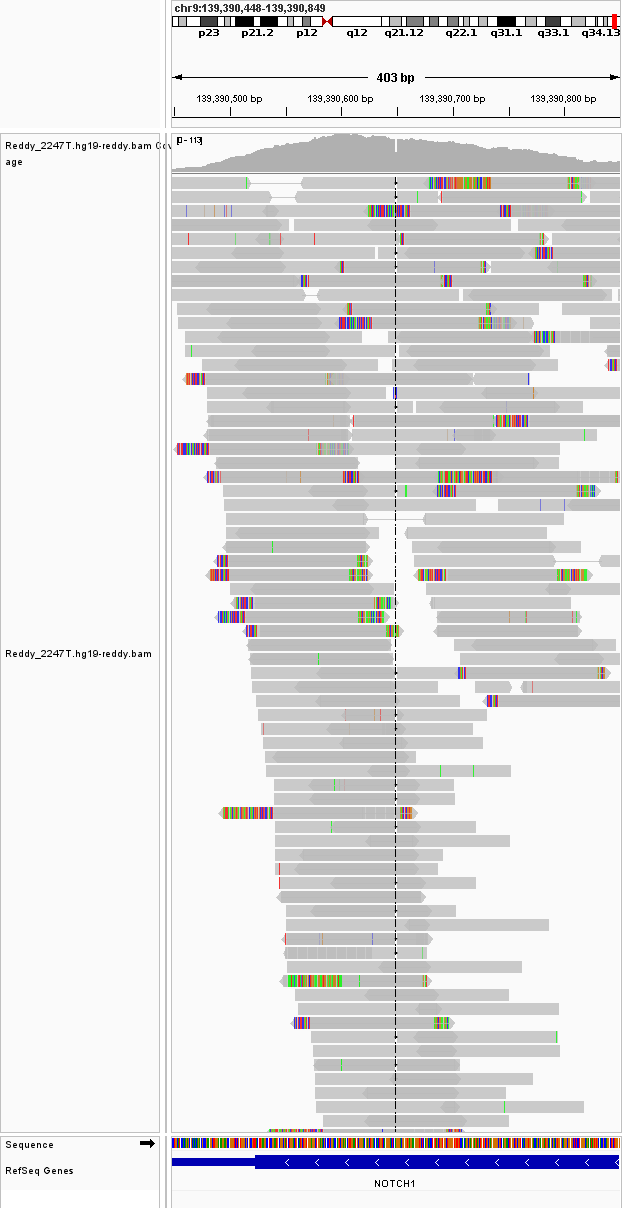 chr9:139,390,448-139,390,849
p23 p21.2 p12 q12 q21.12 q22.1 q31.1 q33.1 q34.13
403 bp
139,390,500 bp 139,390,600 bp 139,390,700 bp 139,390,800 bp
Reddy_2247T.hg19-reddy.bam Cov
age
[0 - 113]
Reddy_2247T.hg19-reddy.bam
Sequence
RefSeq Genes
NOTCH1